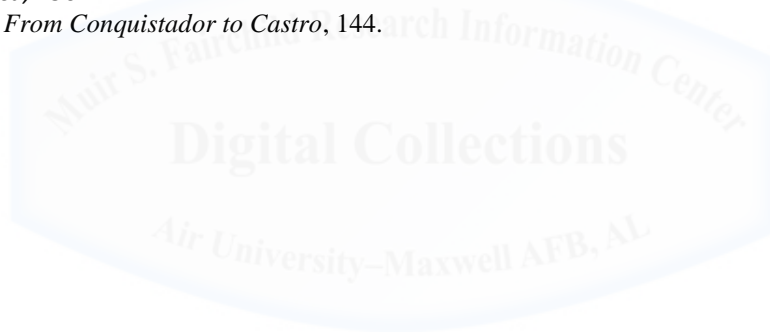 From Conquistador to Castro, 144.
Muir S. Fairchild Research Information Center
Digital Collections
Air University–Maxwell AFB, AL